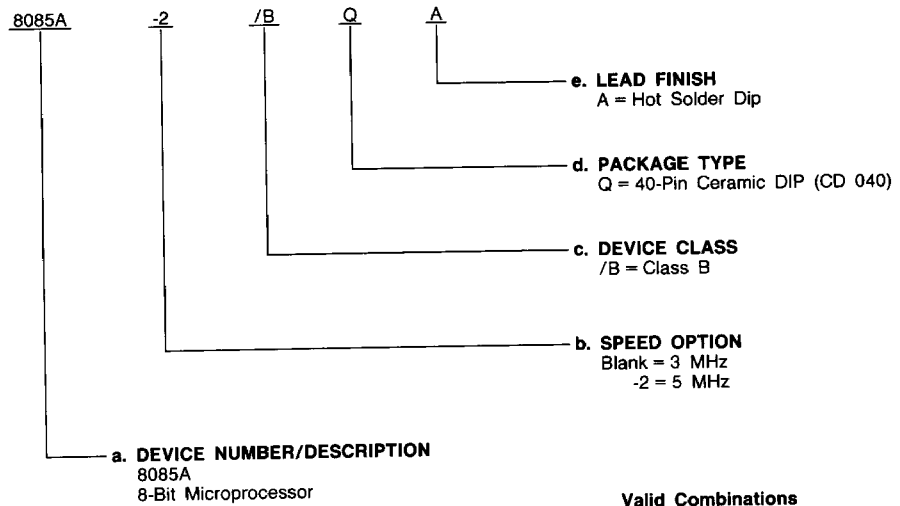 8085A -2 /B Q A
e. LEAD FINISH
A = Hot Solder Dip
d. PACKAGE TYPE
Q = 40-Pin Ceramic DIP (CD 040)
c. DEVICE CLASS
/B = Class B
b. SPEED OPTION
Blank = 3 MHz
-2 = 5 MHz
a. DEVICE NUMBER/DESCRIPTION
8085A
8-Bit Microprocessor
Valid Combinations